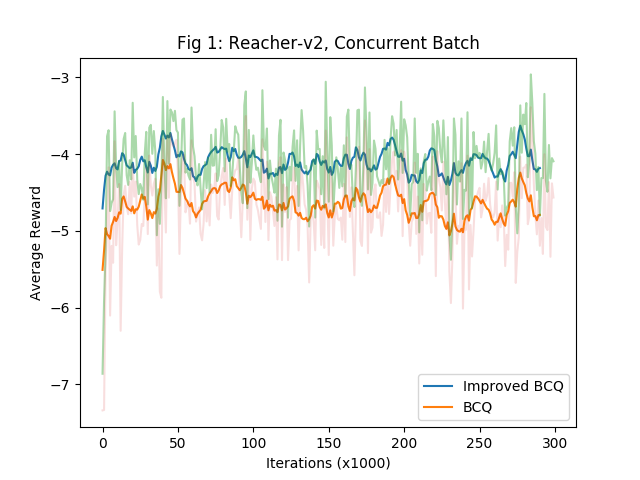 Fig 1: Reacher-v2, Concurrent Batch
Average Reward
−3
−4
−5
−6
−7
0 50 100 150 200 250 300
Iterations (x1000)
Improved BCQ
BCQ